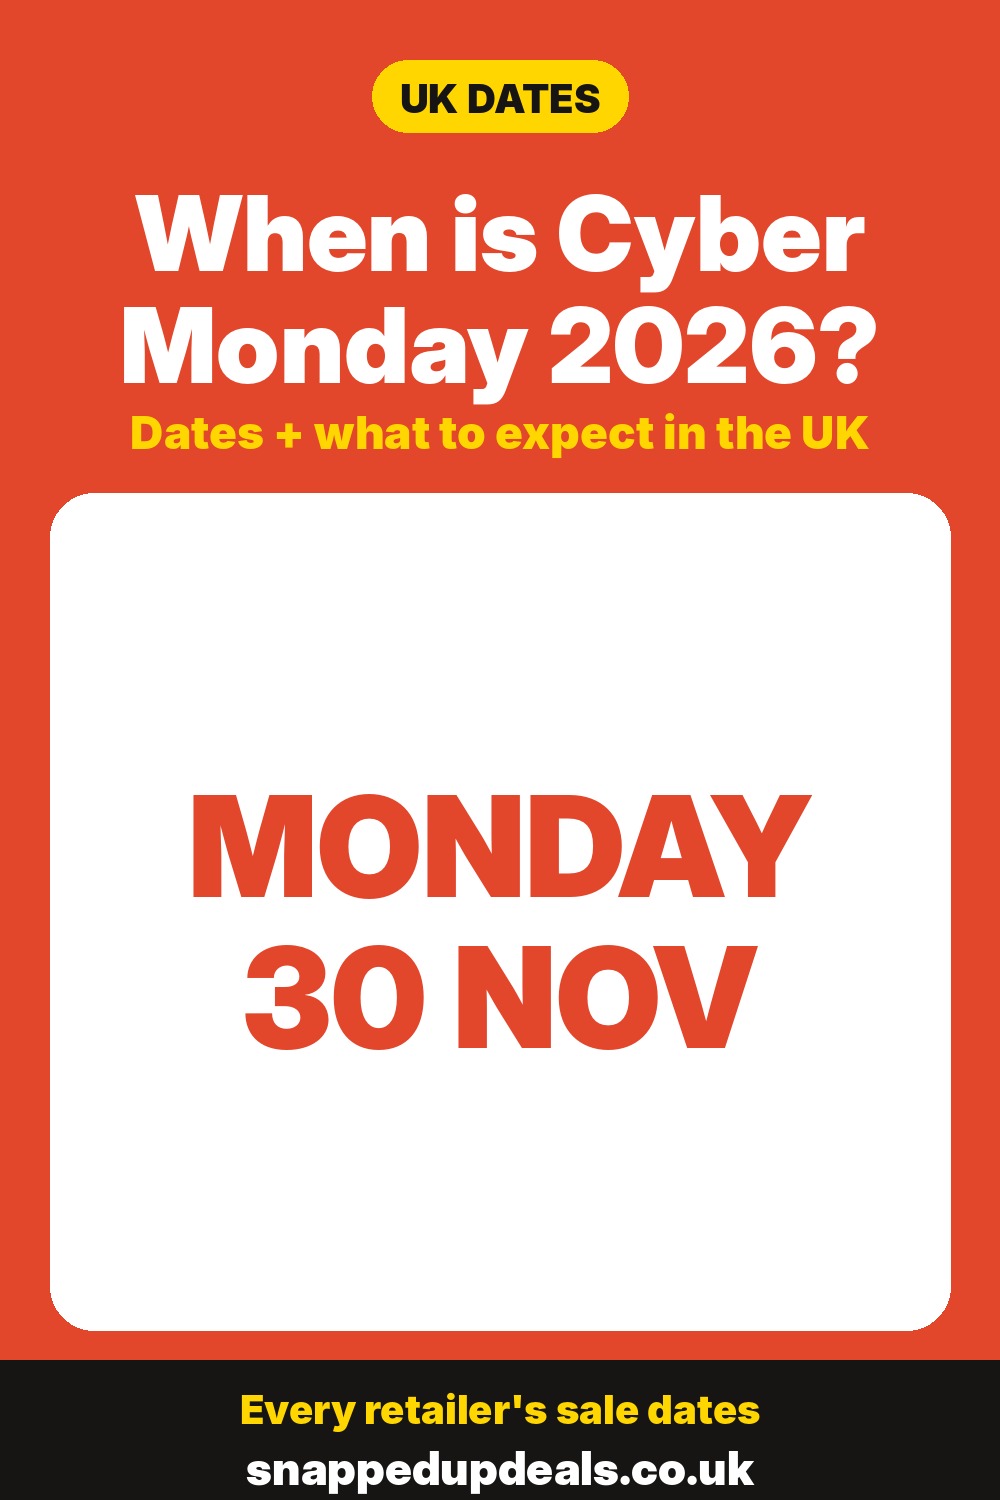 UK DATES
When is Cyber
Monday 2026?
Dates + what to expect in the UK
MONDAY
30 NOV
Every retailer's sale dates
snappedupdeals.co.uk